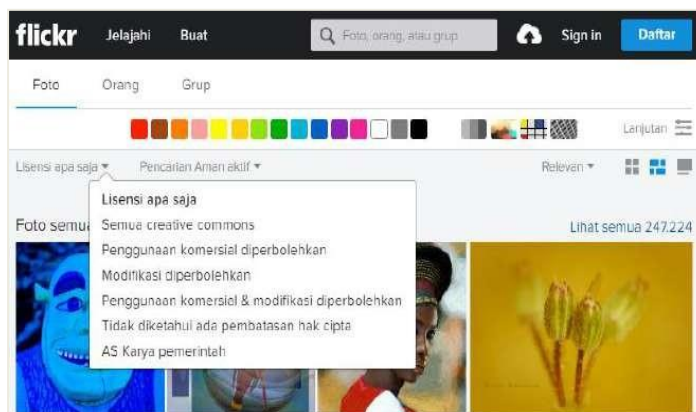 flickr Jelajahi Buat Foto, orang, atau grup Sign in Daftar
Foto Orang Grup
Lanjutan
Lisensi apa saja Pencarian Aman aktif Relevan
Lisensi apa saja
Foto semu Lihat semua 247.224
Semua creative commons
Penggunaan komersial diperbolehkan
Modifikasi diperbolehkan
Penggunaan komersial & modifikasi diperbolehkan
Tidak diketahui ada pembatasan hak cipta
AS Karya pemerintah